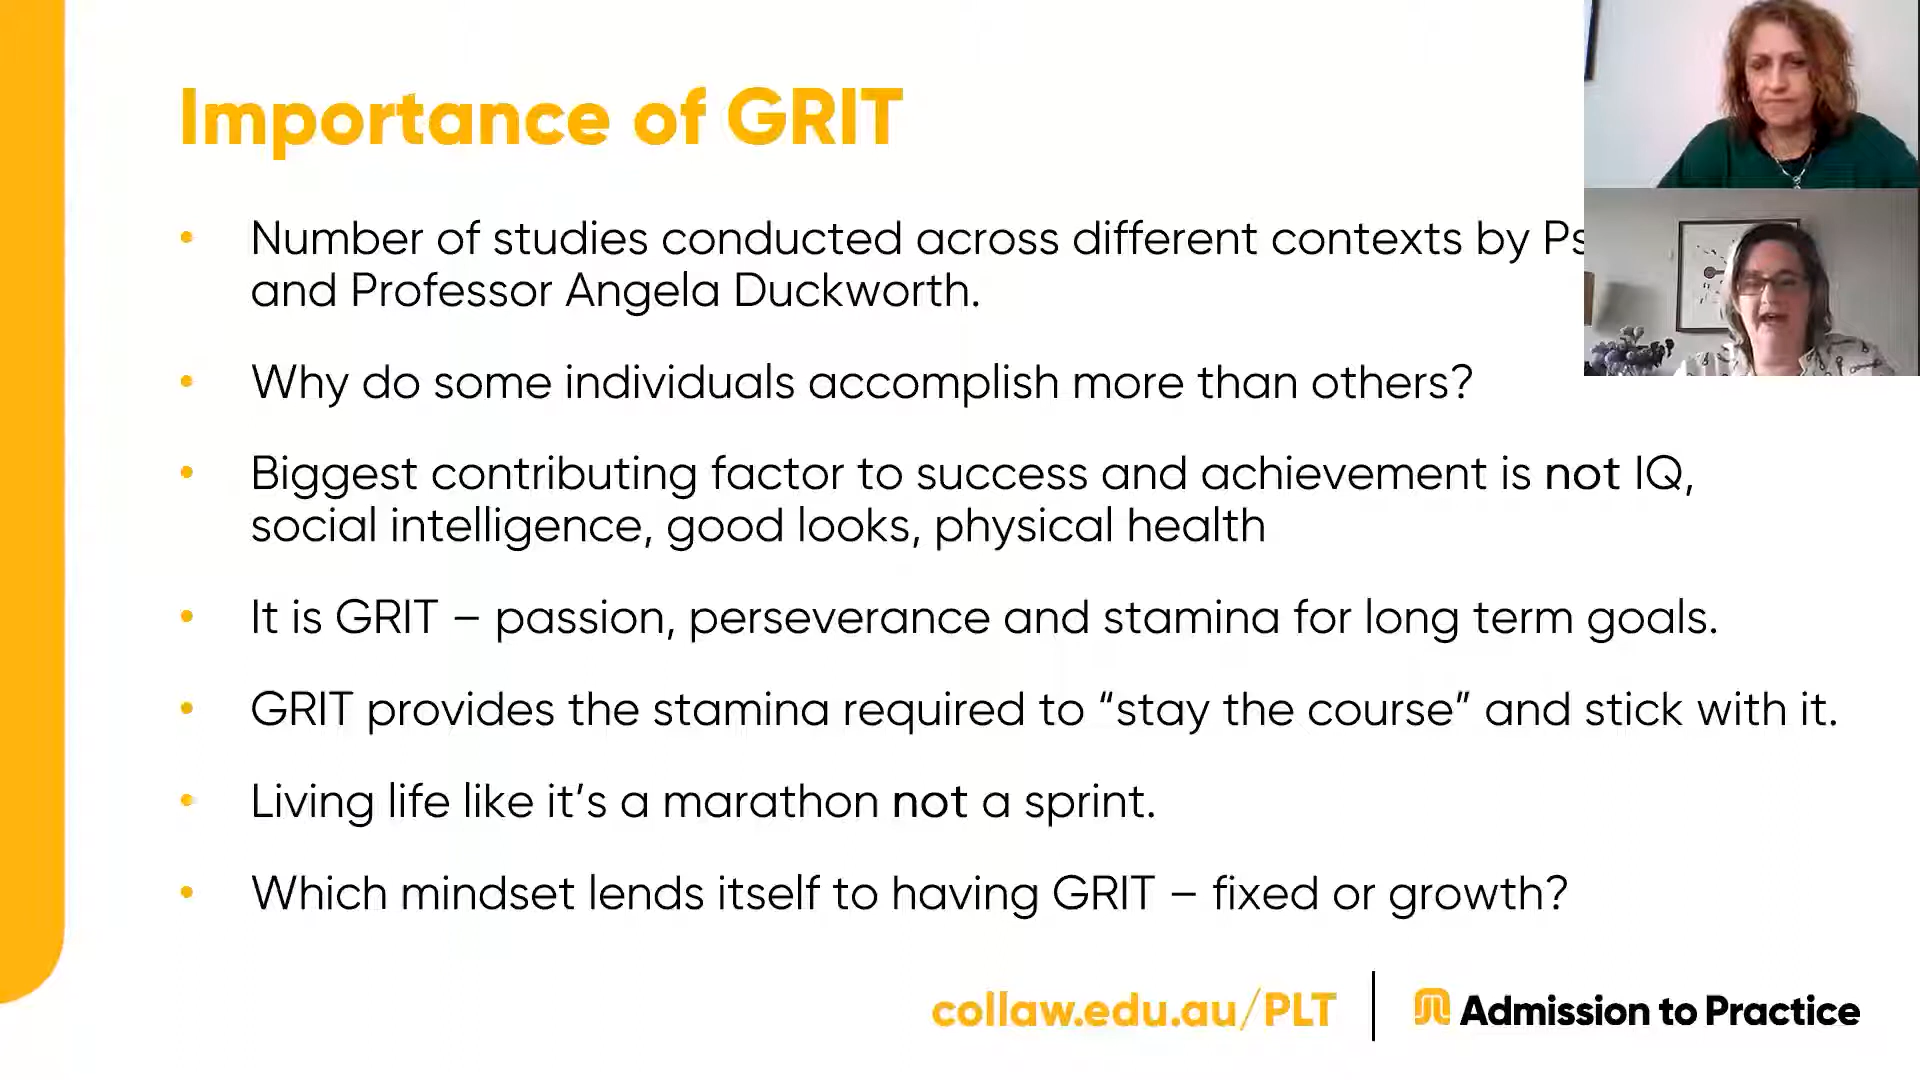 Importance of GRIT
• Number of studies conducted across different contexts by
and Professor Angela Duckworth.
• Why do some individuals accomplish more than others?
• Biggest contributing factor to success and achievement is not IQ,
social intelligence, good looks, physical health
• It is GRIT – passion, perseverance and stamina for long term goals.
• GRIT provides the stamina required to “stay the course” and stick with it.
• Living life like it’s a marathon not a sprint.
• Which mindset lends itself to having GRIT – fixed or growth?
collaw.edu.au/PLT | Admission to Practice